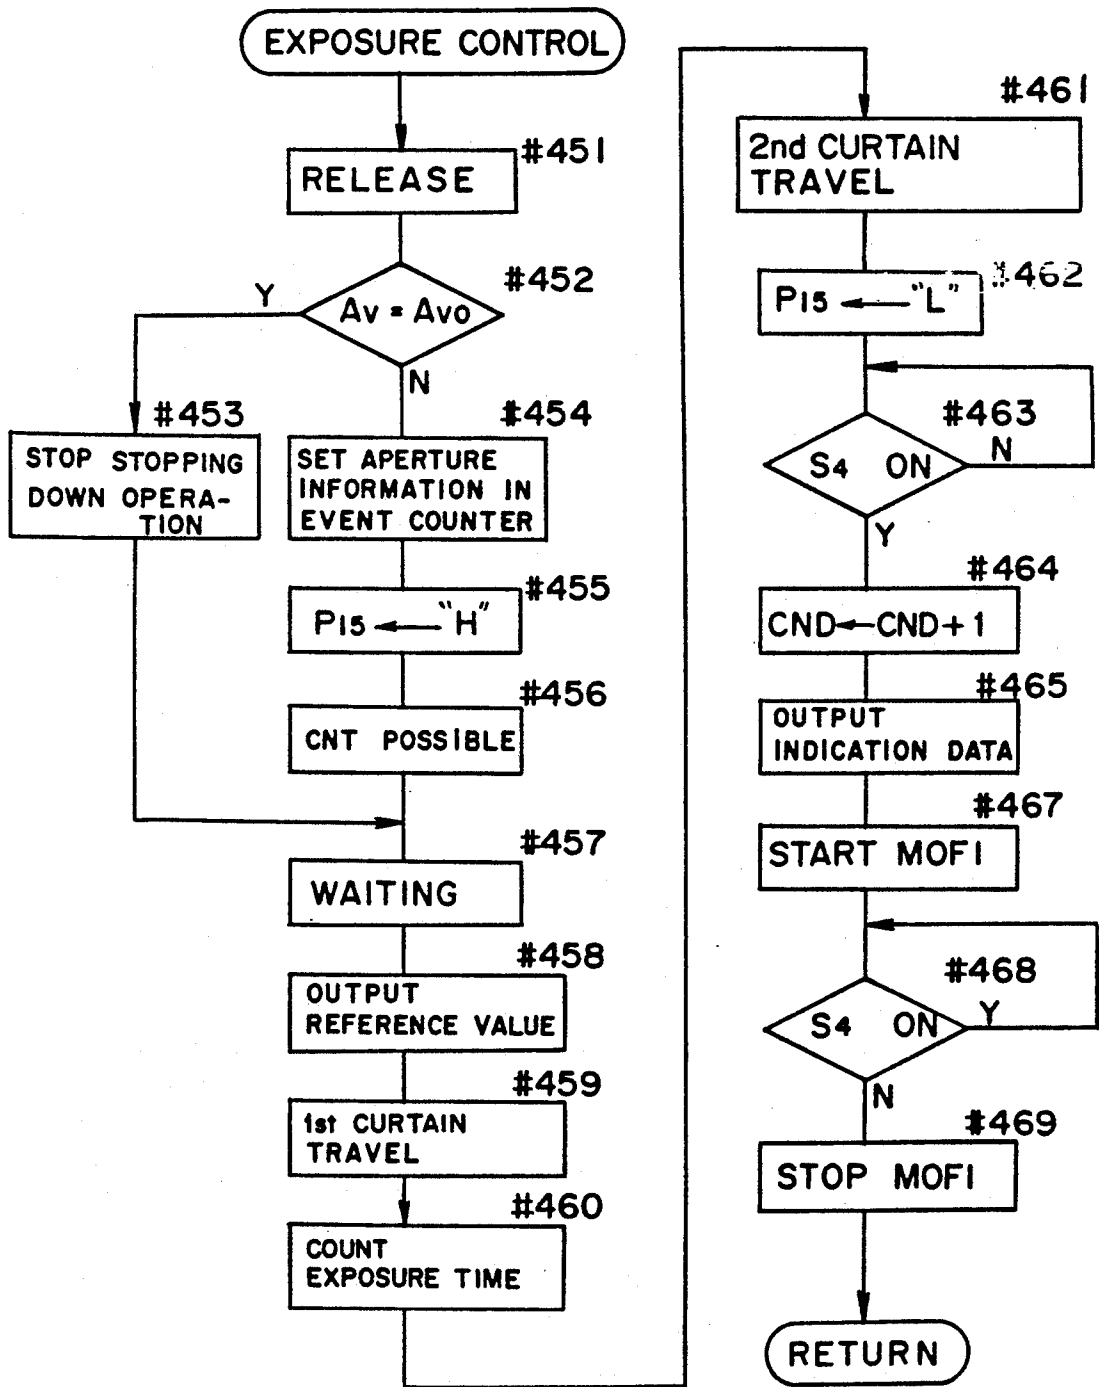 EXPOSURE CONTROL
#451
RELEASE
#452
Y
Av = Avo
N
#453
STOP STOPPING
DOWN OPERA-
TION
#454
SET APERTURE
INFORMATION IN
EVENT COUNTER
#455
P15 ← "H"
#456
CNT POSSIBLE
#457
WAITING
#458
OUTPUT
REFERENCE VALUE
#459
1st CURTAIN
TRAVEL
#460
COUNT
EXPOSURE TIME
#461
2nd CURTAIN
TRAVEL
#462
P15 ← "L"
#463
S4 ON
N
Y
#464
CND ← CND + 1
#465
OUTPUT
INDICATION DATA
#467
START MOFI
#468
S4 ON
Y
N
#469
STOP MOFI
RETURN